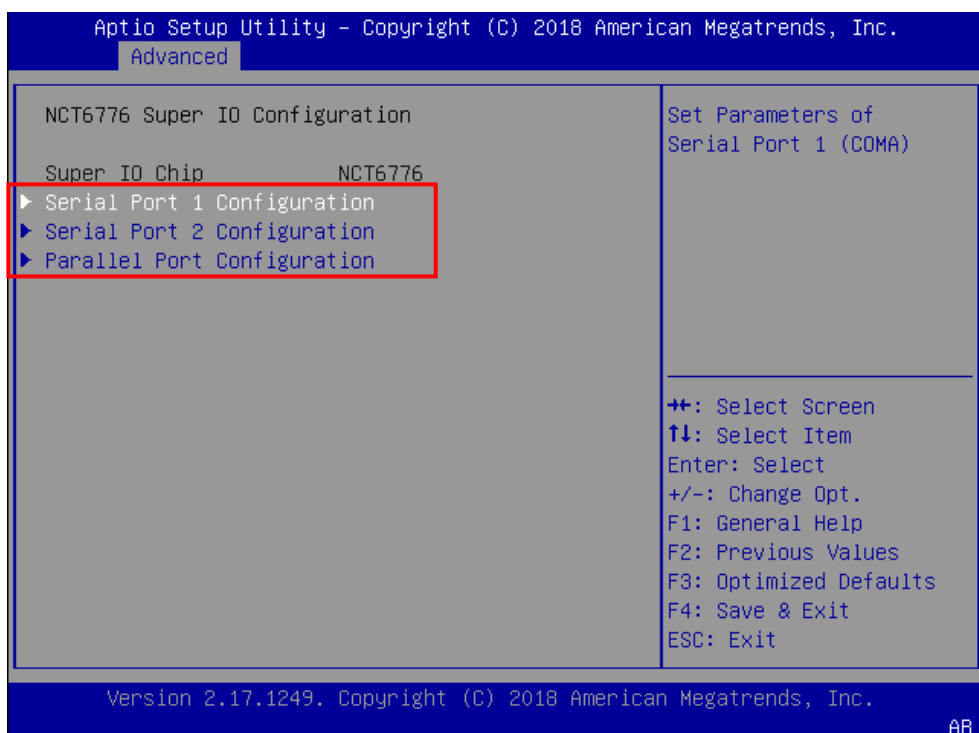 Aptio Setup Utility – Copyright (C) 2018 American Megatrends, Inc.
Advanced
NCT6776 Super IO Configuration
Super IO Chip NCT6776
▶ Serial Port 1 Configuration
▶ Serial Port 2 Configuration
▶ Parallel Port Configuration
Set Parameters of
Serial Port 1 (COMA)
→←: Select Screen
↑↓: Select Item
Enter: Select
+/-: Change Opt.
F1: General Help
F2: Previous Values
F3: Optimized Defaults
F4: Save & Exit
ESC: Exit
Version 2.17.1249. Copyright (C) 2018 American Megatrends, Inc.
AB